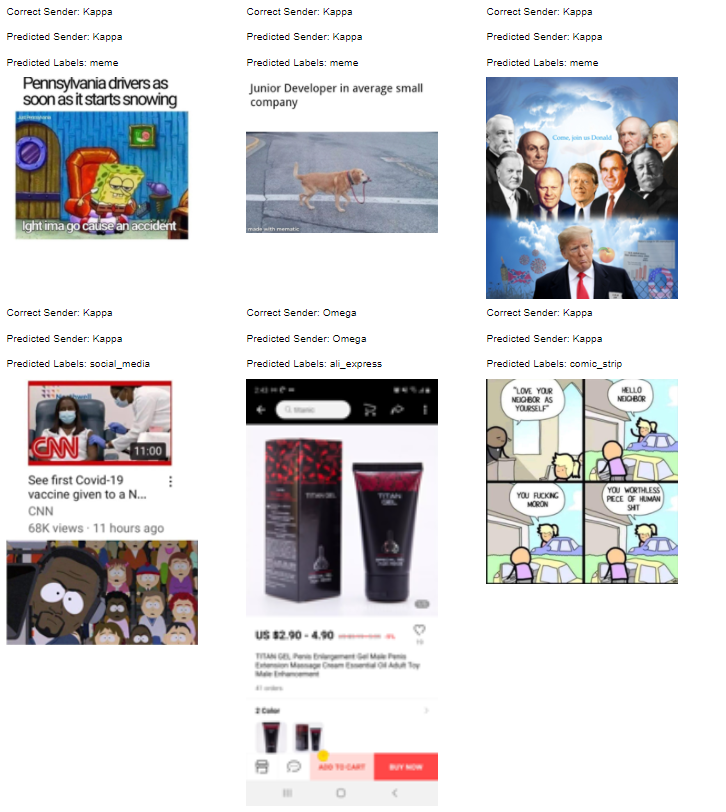 Correct Sender: Kappa
Predicted Sender: Kappa
Predicted Labels: meme
Pennsylvania drivers as
soon as it starts snowing
Ight ima go cause an accident
Correct Sender: Kappa
Predicted Sender: Kappa
Predicted Labels: meme
Junior Developer in average small
company
made with mematic
Correct Sender: Kappa
Predicted Sender: Kappa
Predicted Labels: meme
Come, join us Donald
Correct Sender: Kappa
Predicted Sender: Kappa
Predicted Labels: social_media
CNN
11:00
See first Covid-19
vaccine given to a N...
CNN
68K views · 11 hours ago
Correct Sender: Omega
Predicted Sender: Omega
Predicted Labels: ali_express
2:43
titanic
TITAN GEL
TITAN
GEL
US $2.90 - 4.90
TITAN GEL Penis Enlargement Gel Male Penis
Extension Massage Cream Essential Oil Adult Toy
Male Enhancement
41 orders
2 Color
ADD TO CART
BUY NOW
Correct Sender: Kappa
Predicted Sender: Kappa
Predicted Labels: comic_strip
"LOVE YOUR
NEIGHBOR AS
YOURSELF"
HELLO
NEIGHBOR
YOU FUCKING
MORON
YOU WORTHLESS
PIECE OF HUMAN
SHIT